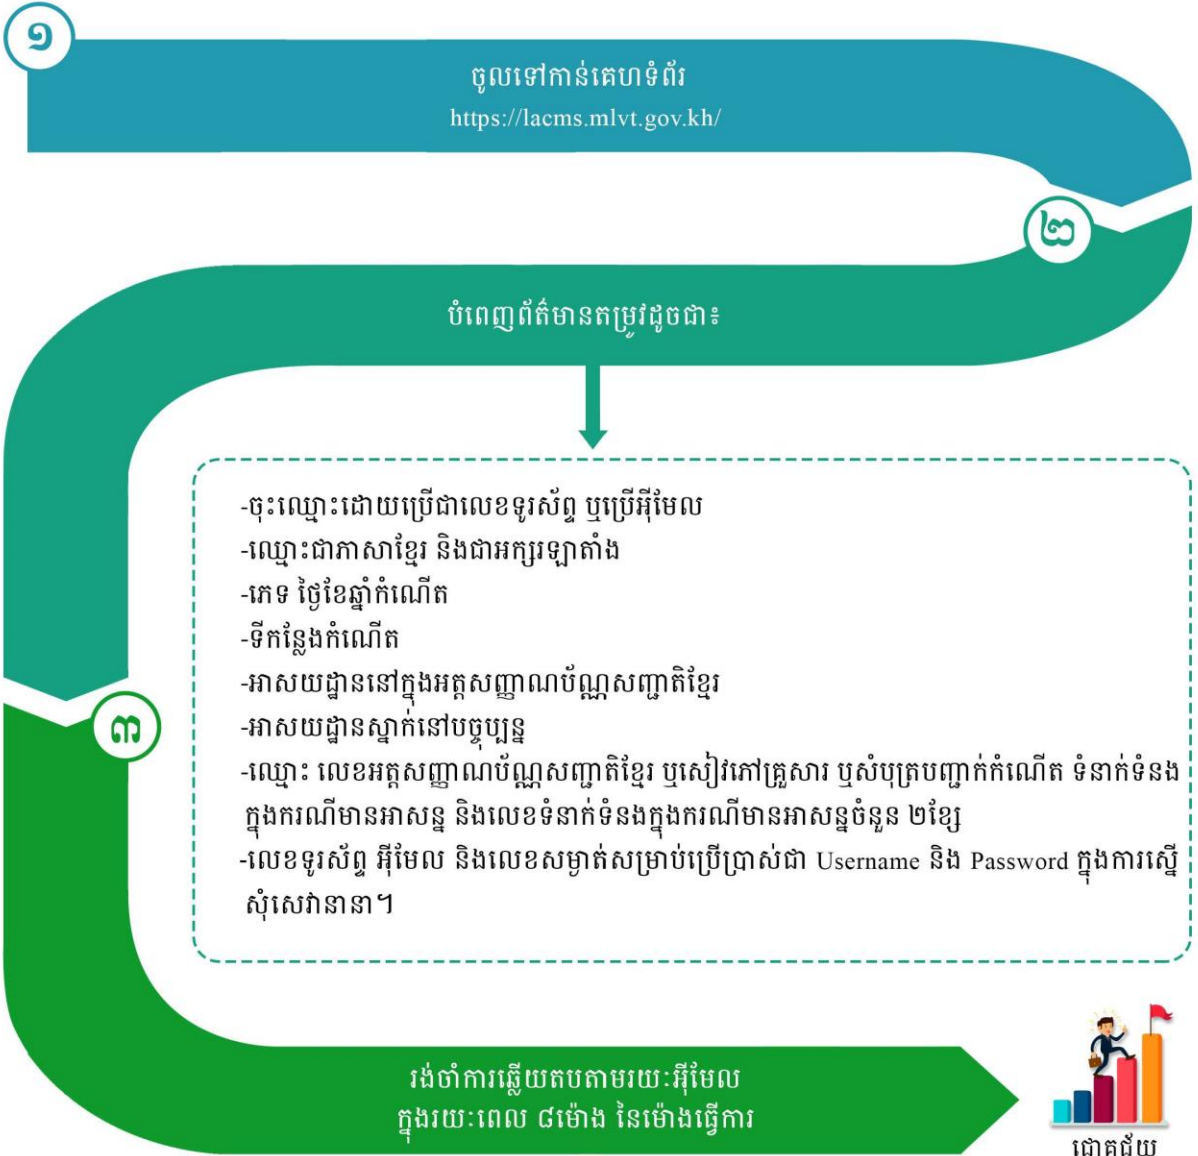 ១
ចូលទៅកាន់គេហទំព័រ
https://lacms.mlvt.gov.kh/
២
បំពេញព័ត៌មានតម្រូវដូចជា៖
-ចុះឈ្មោះដោយប្រើជាលេខទូរស័ព្ទ ឬប្រើអ៊ីមែល
-ឈ្មោះជាភាសាខ្មែរ និងជាអក្សរឡាតាំង
-ភេទ ថ្ងៃខែឆ្នាំកំណើត
-ទីកន្លែងកំណើត
-អាសយដ្ឋាននៅក្នុងអត្តសញ្ញាណប័ណ្ណសញ្ជាតិខ្មែរ
-អាសយដ្ឋានស្នាក់នៅបច្ចុប្បន្ន
-ឈ្មោះ លេខអត្តសញ្ញាណប័ណ្ណសញ្ជាតិខ្មែរ ឬសៀវភៅគ្រួសារ ឬសំបុត្របញ្ជាក់កំណើត ទំនាក់ទំនង
ក្នុងករណីមានអាសន្ន និងលេខទំនាក់ទំនងក្នុងករណីមានអាសន្នចំនួន ២ខ្សែ
-លេខទូរស័ព្ទ អ៊ីមែល និងលេខសម្ងាត់សម្រាប់ប្រើប្រាស់ជា Username និង Password ក្នុងការស្នើ
សុំសេវានានា។
៣
រង់ចាំការឆ្លើយតបតាមរយៈអ៊ីមែល
ក្នុងរយៈពេល ៨ម៉ោង នៃម៉ោងធ្វើការ
ជោគជ័យ